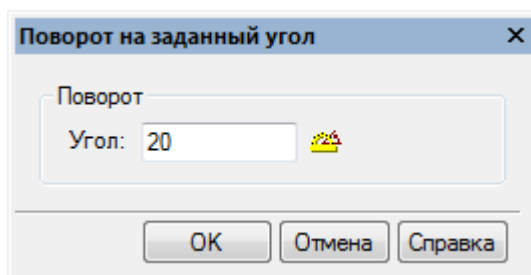 Поворот на заданный угол
Поворот
Угол: 20
OK Отмена Справка